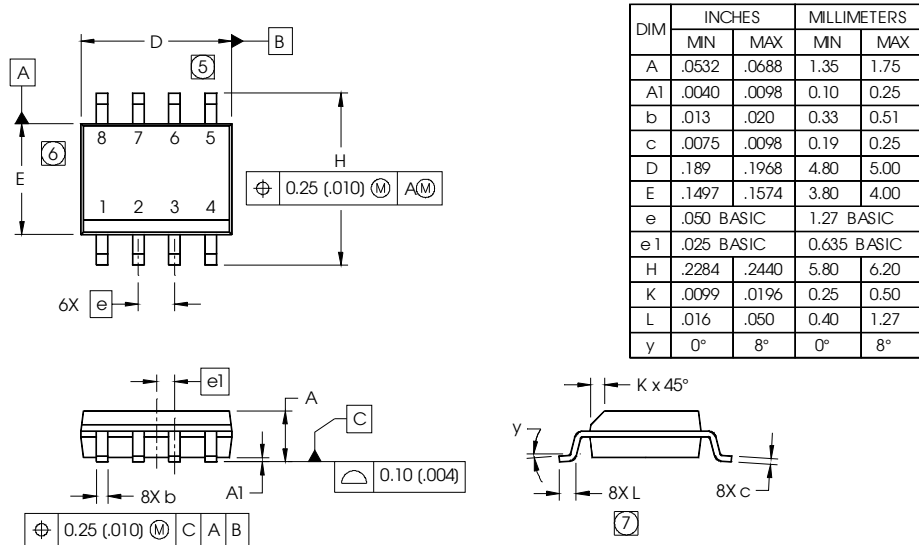 D
B
5
A
8 7 6 5
6
E
H
⌖ 0.25 (.010) Ⓜ AⓂ
1 2 3 4
6X e
DIM INCHES MILLIMETERS
MIN MAX MIN MAX
A .0532 .0688 1.35 1.75
A1 .0040 .0098 0.10 0.25
b .013 .020 0.33 0.51
c .0075 .0098 0.19 0.25
D .189 .1968 4.80 5.00
E .1497 .1574 3.80 4.00
e .050 BASIC 1.27 BASIC
e1 .025 BASIC 0.635 BASIC
H .2284 .2440 5.80 6.20
K .0099 .0196 0.25 0.50
L .016 .050 0.40 1.27
y 0° 8° 0° 8°
e1
A
C
8X b
A1
⌓ 0.10 (.004)
⌖ 0.25 (.010) Ⓜ C A B
K x 45°
y
8X L
8X c
7